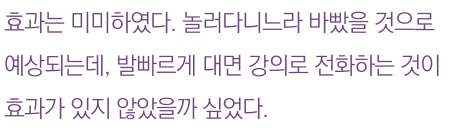 효과는 미미하였다. 놀러다니느라 바빴을 것으로
예상되는데, 발빠르게 대면 강의로 전화하는 것이
효과가 있지 않았을까 싶었다.